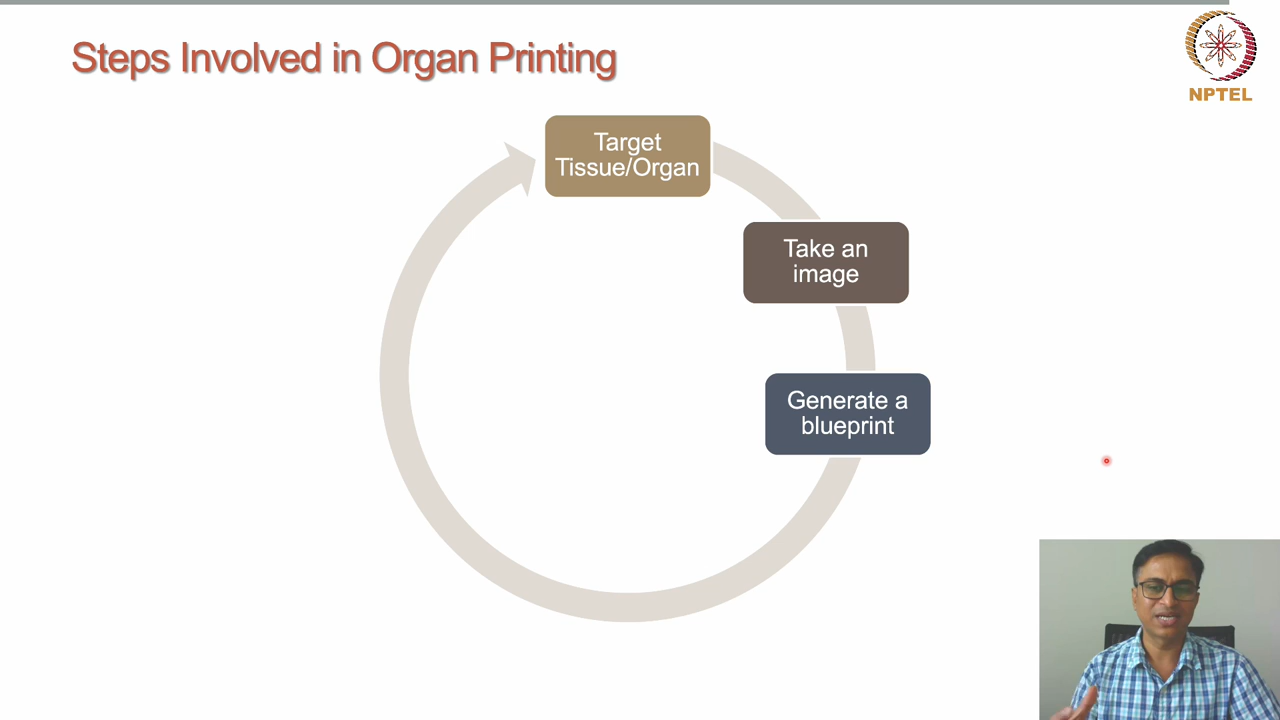 Steps Involved in Organ Printing
NPTEL
Target
Tissue/Organ
Take an
image
Generate a
blueprint